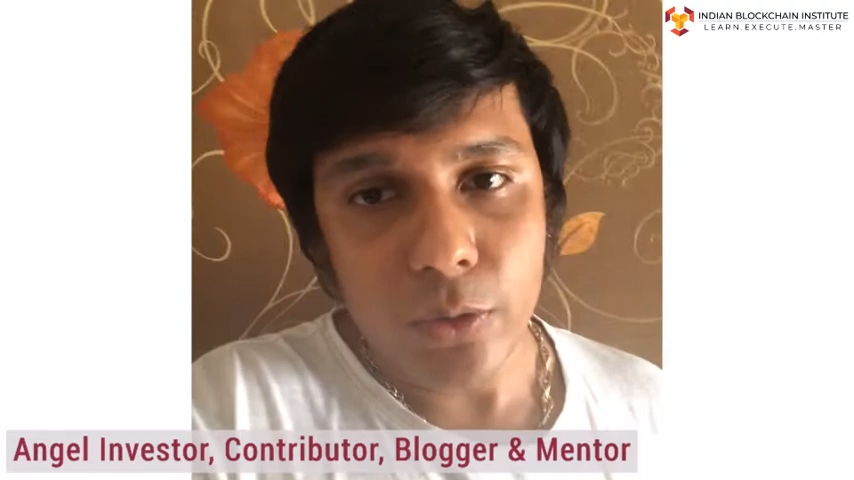 INDIAN BLOCKCHAIN INSTITUTE
LEARN.EXECUTE.MASTER
Angel Investor, Contributor, Blogger & Mentor